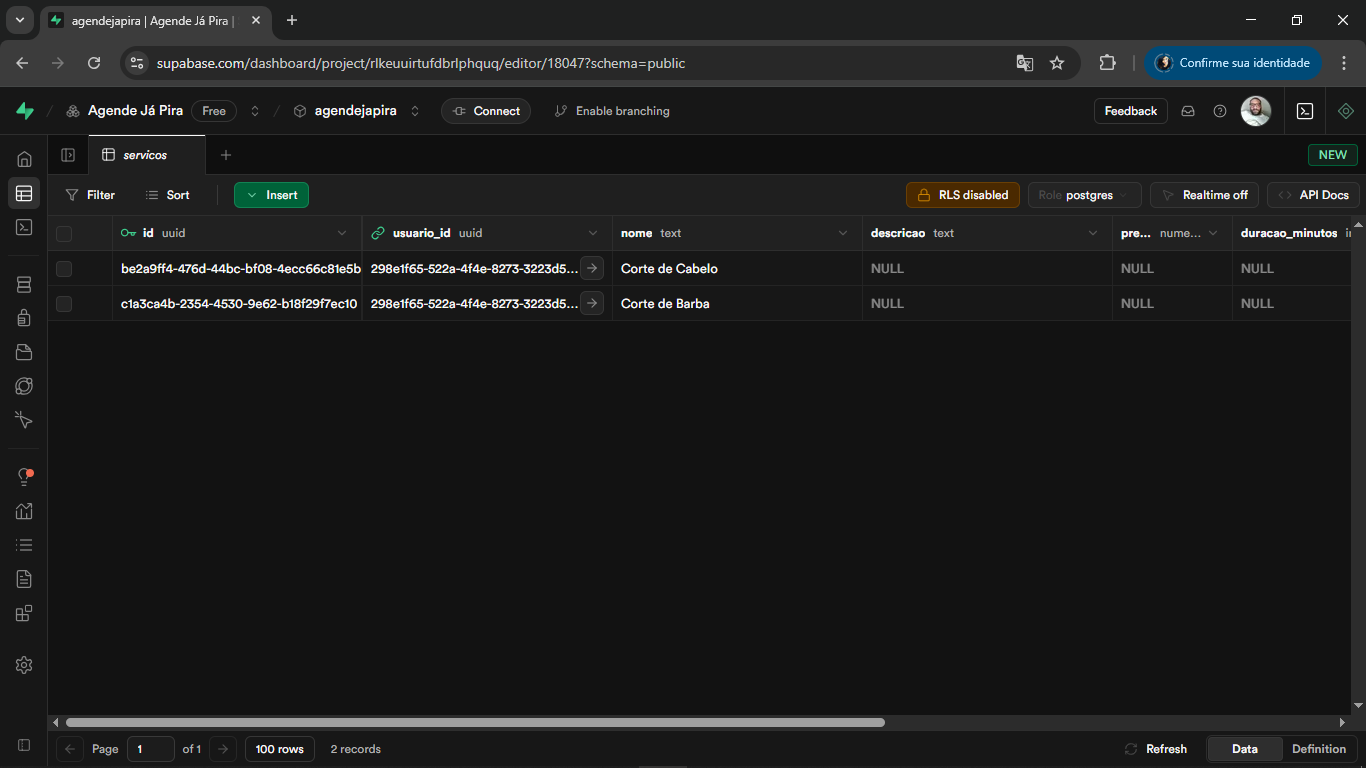 agendejapira | Agende Já Pira |
supabase.com/dashboard/project/rlkeuuirtufdbrlphquq/editor/18047?schema=public
Confirme sua identidade
/ Agende Já Pira Free / agendejapira Connect Enable branching Feedback
servicos
NEW
Filter Sort Insert RLS disabled Role postgres Realtime off API Docs
id uuid usuario_id uuid nome text descricao text pre... nume... duracao_minutos
be2a9ff4-476d-44bc-bf08-4ecc66c81e5b 298e1f65-522a-4f4e-8273-3223d5... Corte de Cabelo NULL NULL NULL
c1a3ca4b-2354-4530-9e62-b18f29f7ec10 298e1f65-522a-4f4e-8273-3223d5... Corte de Barba NULL NULL NULL
Page 1 of 1 100 rows 2 records Refresh Data Definition